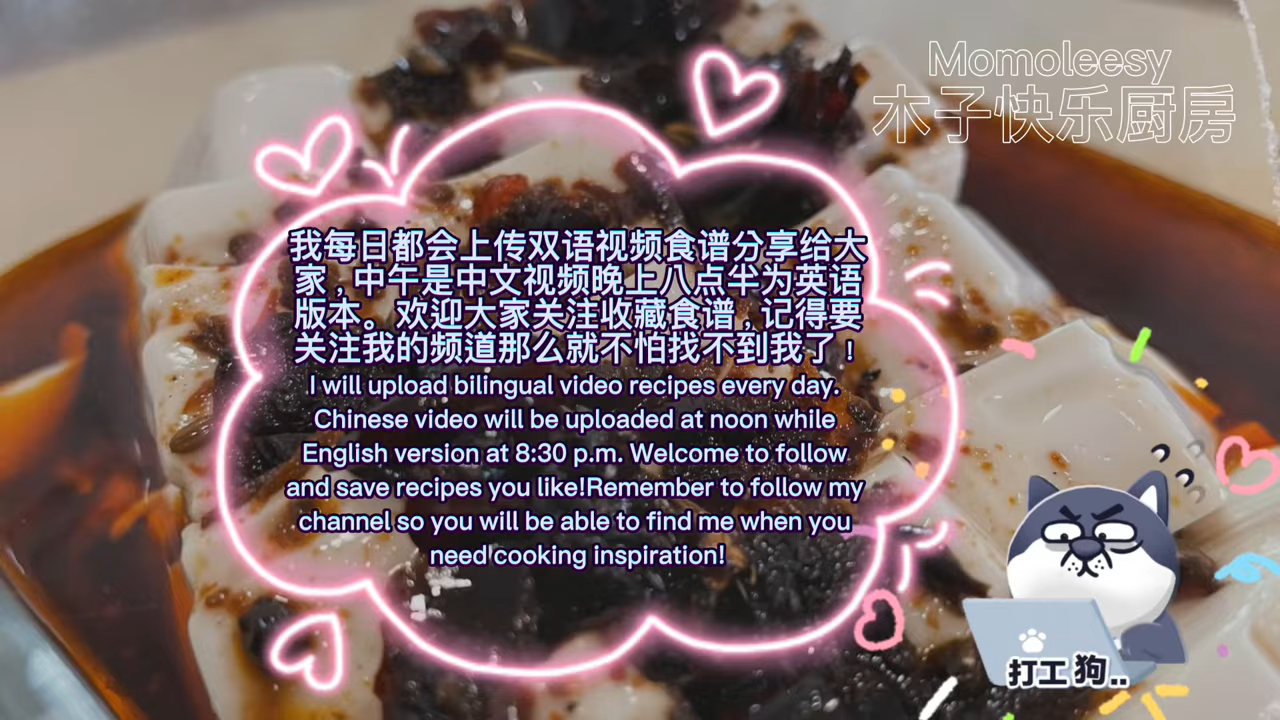 Momoleesy
木子快乐厨房
我每日都会上传双语视频食谱分享给大
家,中午是中文视频晚上八点半为英语
版本。欢迎大家关注收藏食谱,记得要
关注我的频道那么就不怕找不到我了!
I will upload bilingual video recipes every day.
Chinese video will be uploaded at noon while
English version at 8:30 p.m. Welcome to follow
and save recipes you like!Remember to follow my
channel so you will be able to find me when you
need cooking inspiration!
打工狗..